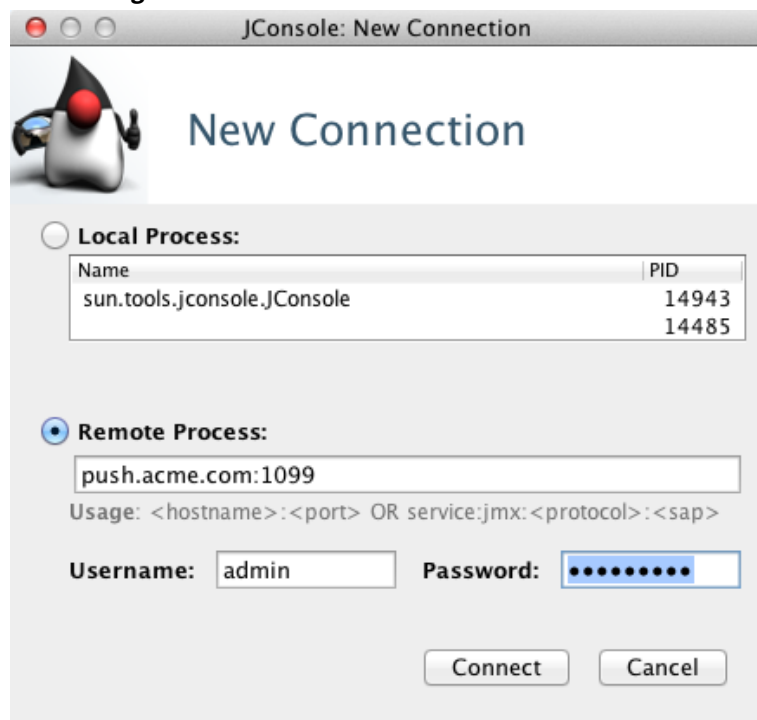 JConsole: New Connection
New Connection
Local Process:
Name PID
sun.tools.jconsole.JConsole 14943
14485
Remote Process:
push.acme.com:1099
Usage: <hostname>:<port> OR service:jmx:<protocol>:<sap>
Username: admin Password: •••••••••
Connect Cancel